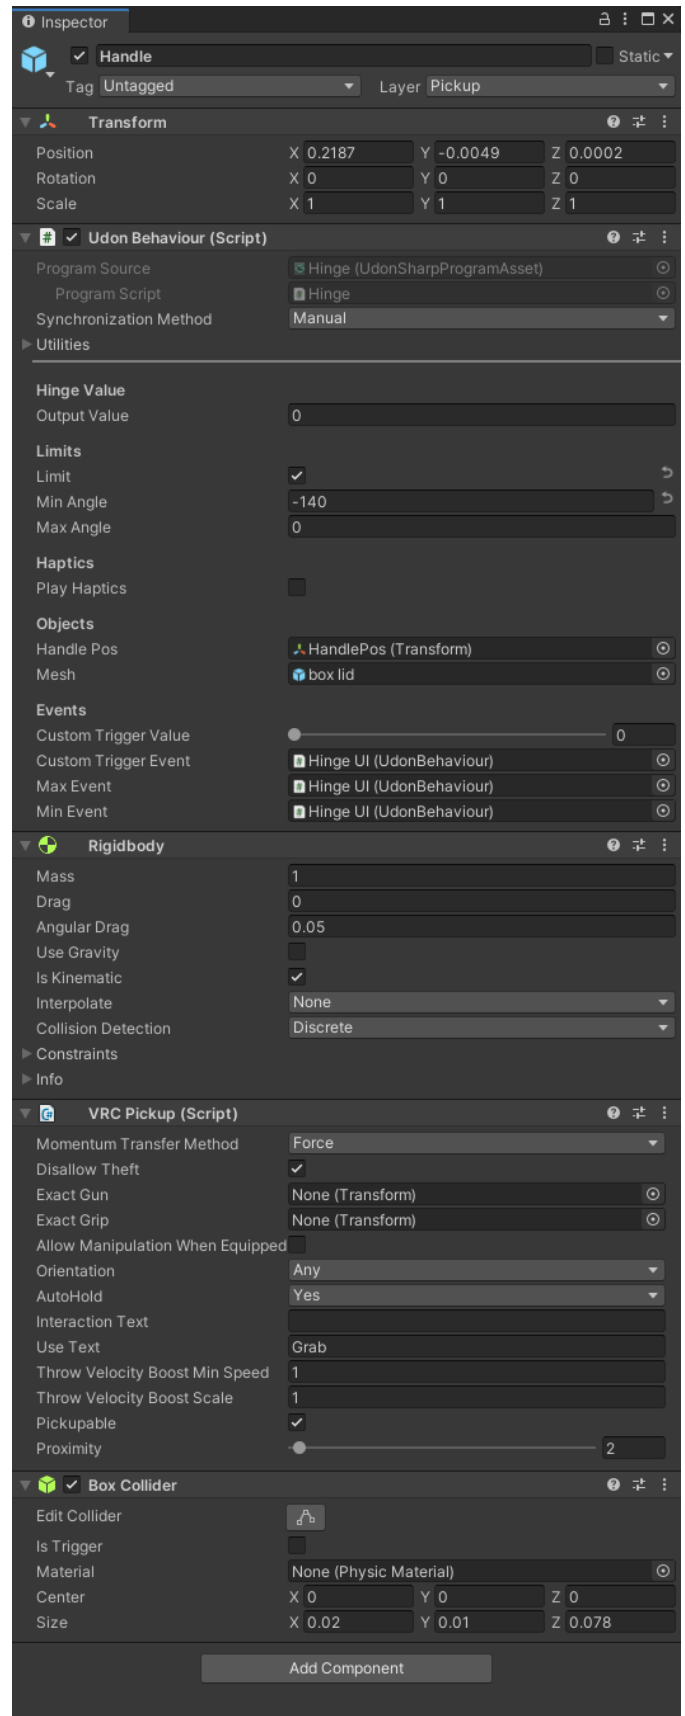 Inspector
Handle
Static
Tag Untagged Layer Pickup
Transform
Position X 0.2187 Y -0.0049 Z 0.0002
Rotation X 0 Y 0 Z 0
Scale X 1 Y 1 Z 1
Udon Behaviour (Script)
Program Source Hinge (UdonSharpProgramAsset)
Program Script Hinge
Synchronization Method Manual
Utilities
Hinge Value
Output Value 0
Limits
Limit
Min Angle -140
Max Angle 0
Haptics
Play Haptics
Objects
Handle Pos HandlePos (Transform)
Mesh box lid
Events
Custom Trigger Value 0
Custom Trigger Event Hinge UI (UdonBehaviour)
Max Event Hinge UI (UdonBehaviour)
Min Event Hinge UI (UdonBehaviour)
Rigidbody
Mass 1
Drag 0
Angular Drag 0.05
Use Gravity
Is Kinematic
Interpolate None
Collision Detection Discrete
Constraints
Info
VRC Pickup (Script)
Momentum Transfer Method Force
Disallow Theft
Exact Gun None (Transform)
Exact Grip None (Transform)
Allow Manipulation When Equipped
Orientation Any
AutoHold Yes
Interaction Text
Use Text Grab
Throw Velocity Boost Min Speed 1
Throw Velocity Boost Scale 1
Pickupable
Proximity 2
Box Collider
Edit Collider
Is Trigger
Material None (Physic Material)
Center X 0 Y 0 Z 0
Size X 0.02 Y 0.01 Z 0.078
Add Component